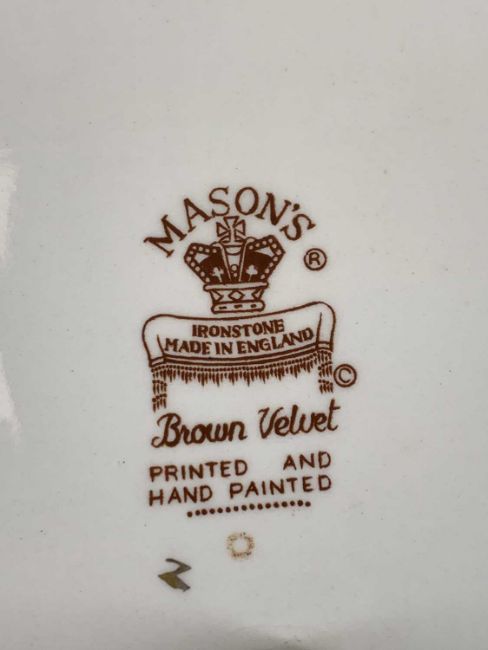 MASON'S
®
IRONSTONE
MADE IN ENGLAND
©
Brown Velvet
PRINTED AND
HAND PAINTED